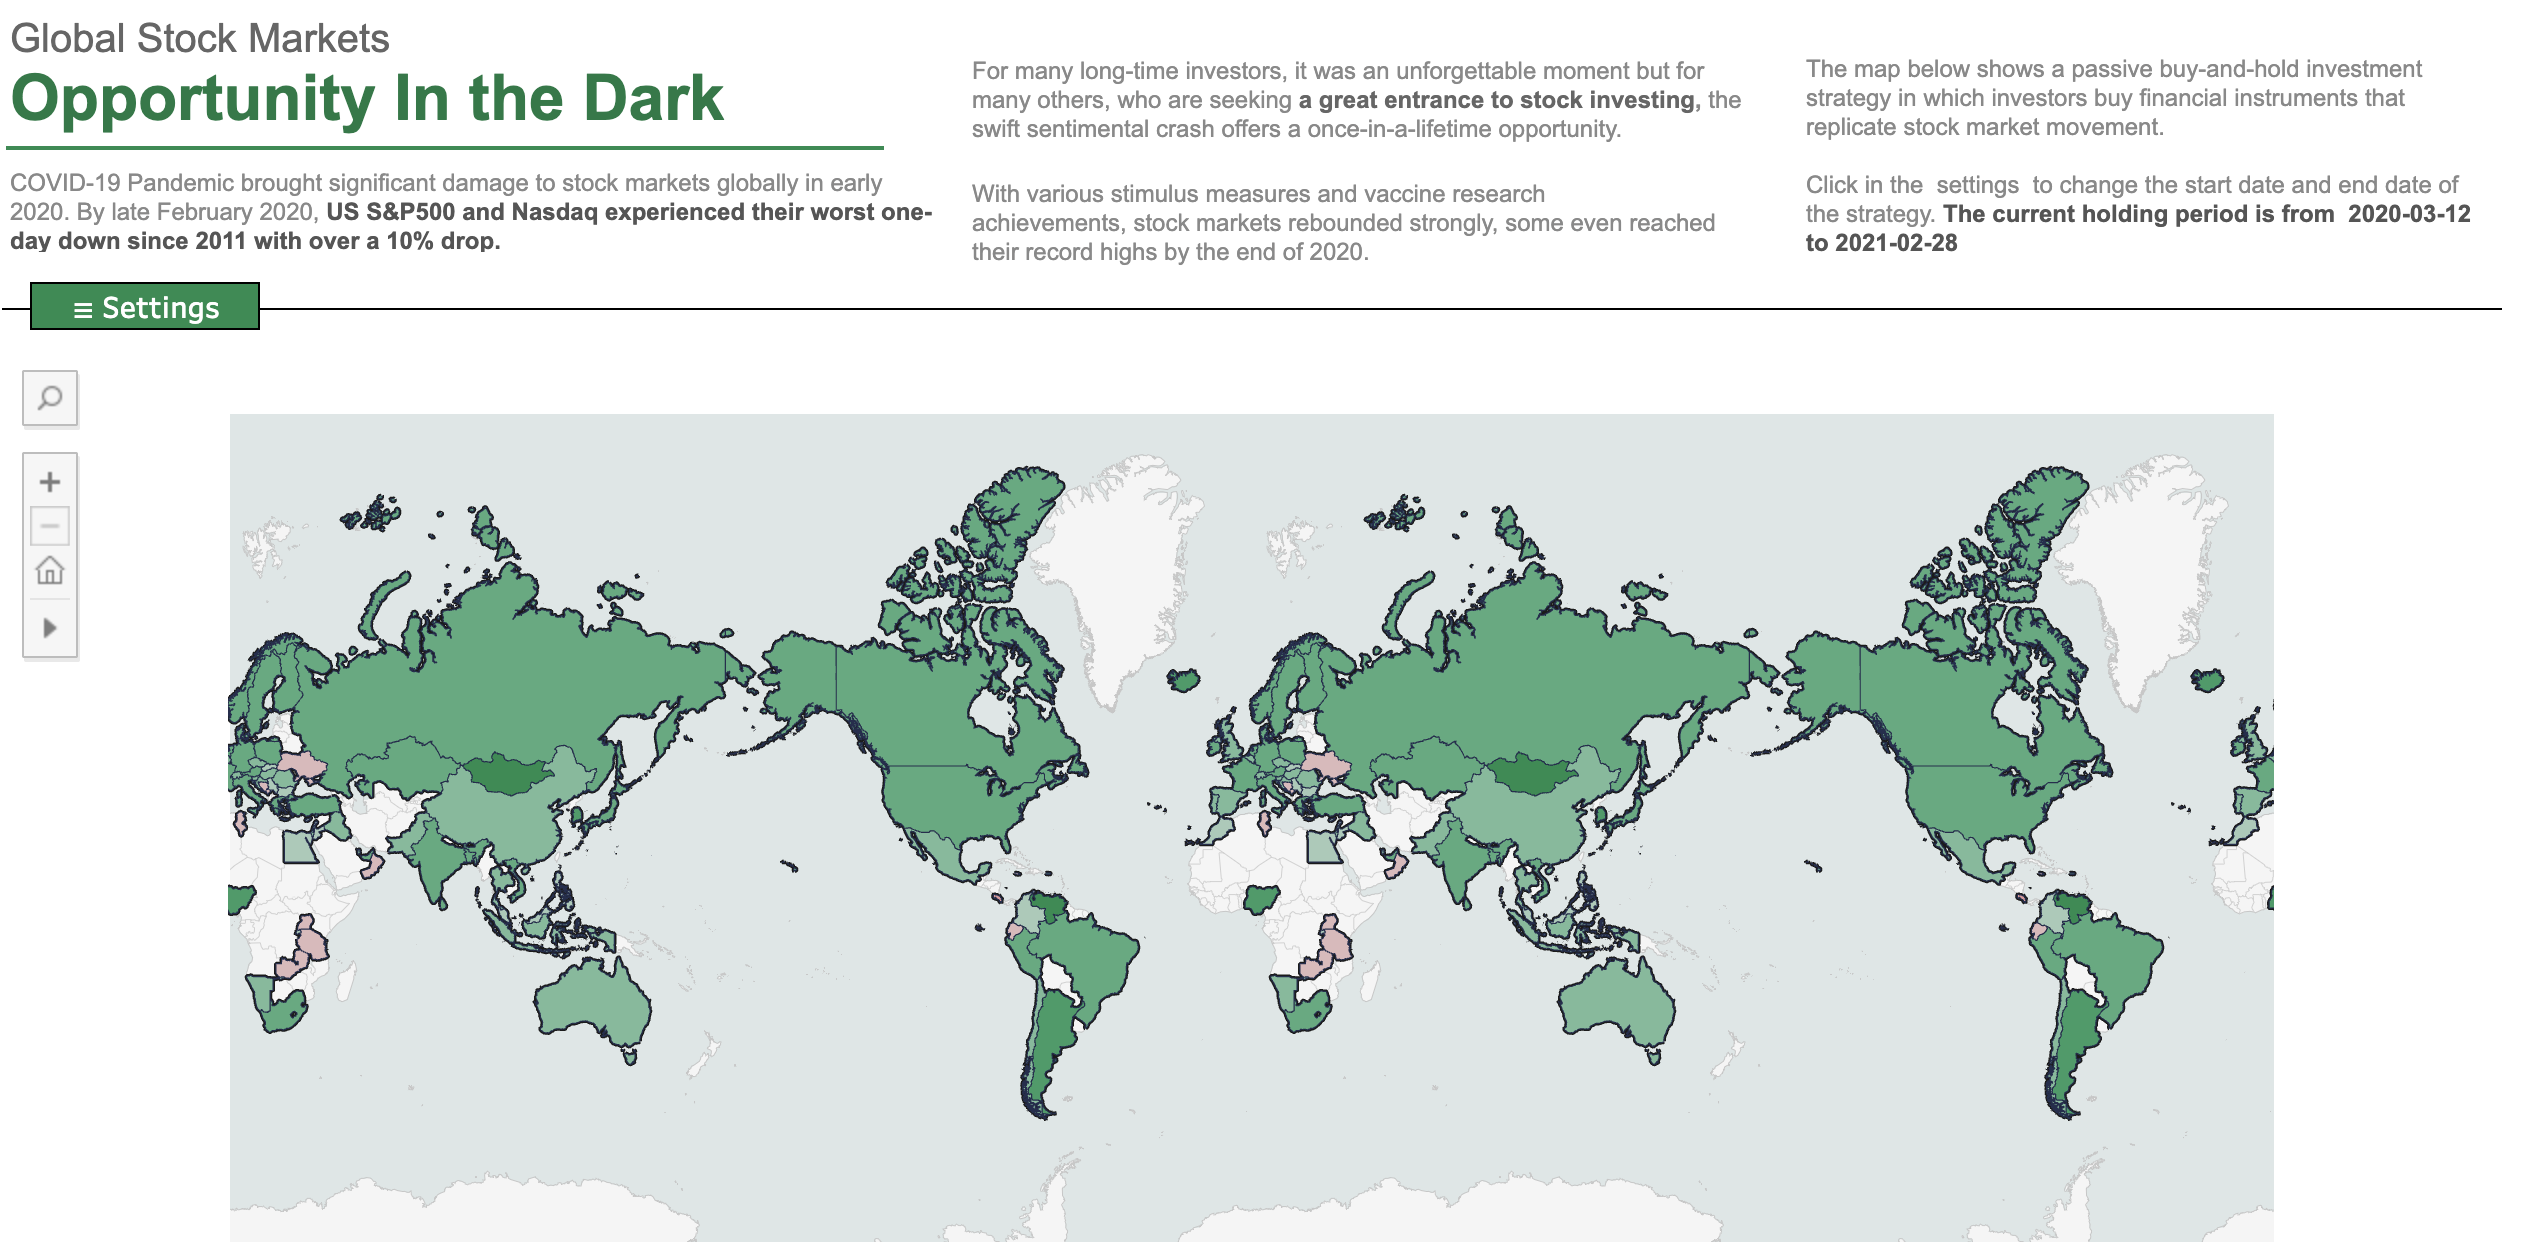 Global Stock Markets
Opportunity In the Dark
COVID-19 Pandemic brought significant damage to stock markets globally in early
2020. By late February 2020, US S&P500 and Nasdaq experienced their worst one-
day down since 2011 with over a 10% drop.
For many long-time investors, it was an unforgettable moment but for
many others, who are seeking a great entrance to stock investing, the
swift sentimental crash offers a once-in-a-lifetime opportunity.
With various stimulus measures and vaccine research
achievements, stock markets rebounded strongly, some even reached
their record highs by the end of 2020.
The map below shows a passive buy-and-hold investment
strategy in which investors buy financial instruments that
replicate stock market movement.
Click in the settings to change the start date and end date of
the strategy. The current holding period is from 2020-03-12
to 2021-02-28
≡ Settings